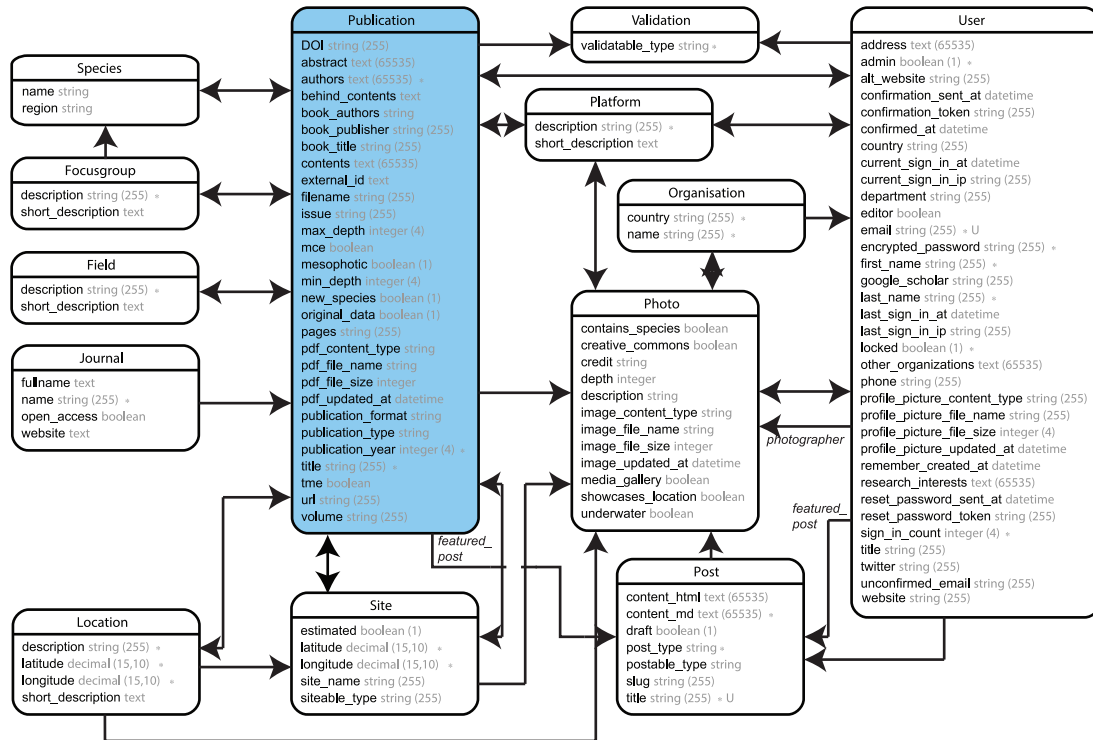 Publication
DOI string (255)
abstract text (65535)
authors text (65535) *
behind_contents text
book_authors string
book_publisher string (255)
book_title string (255)
contents text (65535)
external_id text
filename string (255)
issue string (255)
max_depth integer (4)
mce boolean
mesophotic boolean (1)
min_depth integer (4)
new_species boolean (1)
original_data boolean (1)
pages string (255)
pdf_content_type string
pdf_file_name string
pdf_file_size integer
pdf_updated_at datetime
publication_format string
publication_type string
publication_year integer (4) *
title string (255) *
tme boolean
url string (255)
volume string (255)
Validation
validatable_type string *
User
address text (65535)
admin boolean (1) *
alt_website string (255)
confirmation_sent_at datetime
confirmation_token string (255)
confirmed_at datetime
country string (255)
current_sign_in_at datetime
current_sign_in_ip string (255)
department string (255)
editor boolean
email string (255) * U
encrypted_password string (255) *
first_name string (255) *
google_scholar string (255)
last_name string (255) *
last_sign_in_at datetime
last_sign_in_ip string (255)
locked boolean (1) *
other_organizations text (65535)
phone string (255)
profile_picture_content_type string (255)
profile_picture_file_name string (255)
profile_picture_file_size integer (4)
profile_picture_updated_at datetime
remember_created_at datetime
research_interests text (65535)
reset_password_sent_at datetime
reset_password_token string (255)
sign_in_count integer (4) *
title string (255)
twitter string (255)
unconfirmed_email string (255)
website string (255)
Species
name string
region string
Platform
description string (255) *
short_description text
Focusgroup
description string (255) *
short_description text
Organisation
country string (255) *
name string (255) *
Field
description string (255) *
short_description text
Photo
contains_species boolean
creative_commons boolean
credit string
depth integer
description string
image_content_type string
image_file_name string
image_file_size integer
image_updated_at datetime
media_gallery boolean
showcases_location boolean
underwater boolean
Journal
fullname text
name string (255) *
open_access boolean
website text
photographer
featured_
post
featured_
post
Post
content_html text (65535)
content_md text (65535) *
draft boolean (1)
post_type string *
postable_type string
slug string (255)
title string (255) * U
Site
estimated boolean (1)
latitude decimal (15,10) *
longitude decimal (15,10) *
site_name string (255)
siteable_type string (255)
Location
description string (255) *
latitude decimal (15,10) *
longitude decimal (15,10) *
short_description text